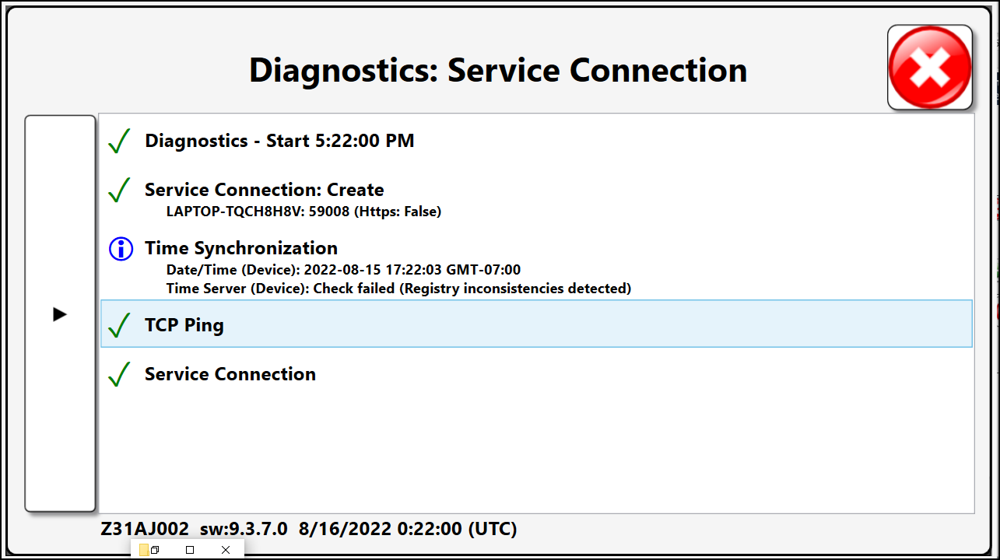 Diagnostics: Service Connection
Diagnostics - Start 5:22:00 PM
Service Connection: Create
LAPTOP-TQCH8H8V: 59008 (Https: False)
Time Synchronization
Date/Time (Device): 2022-08-15 17:22:03 GMT-07:00
Time Server (Device): Check failed (Registry inconsistencies detected)
TCP Ping
Service Connection
Z31AJ002 sw:9.3.7.0 8/16/2022 0:22:00 (UTC)